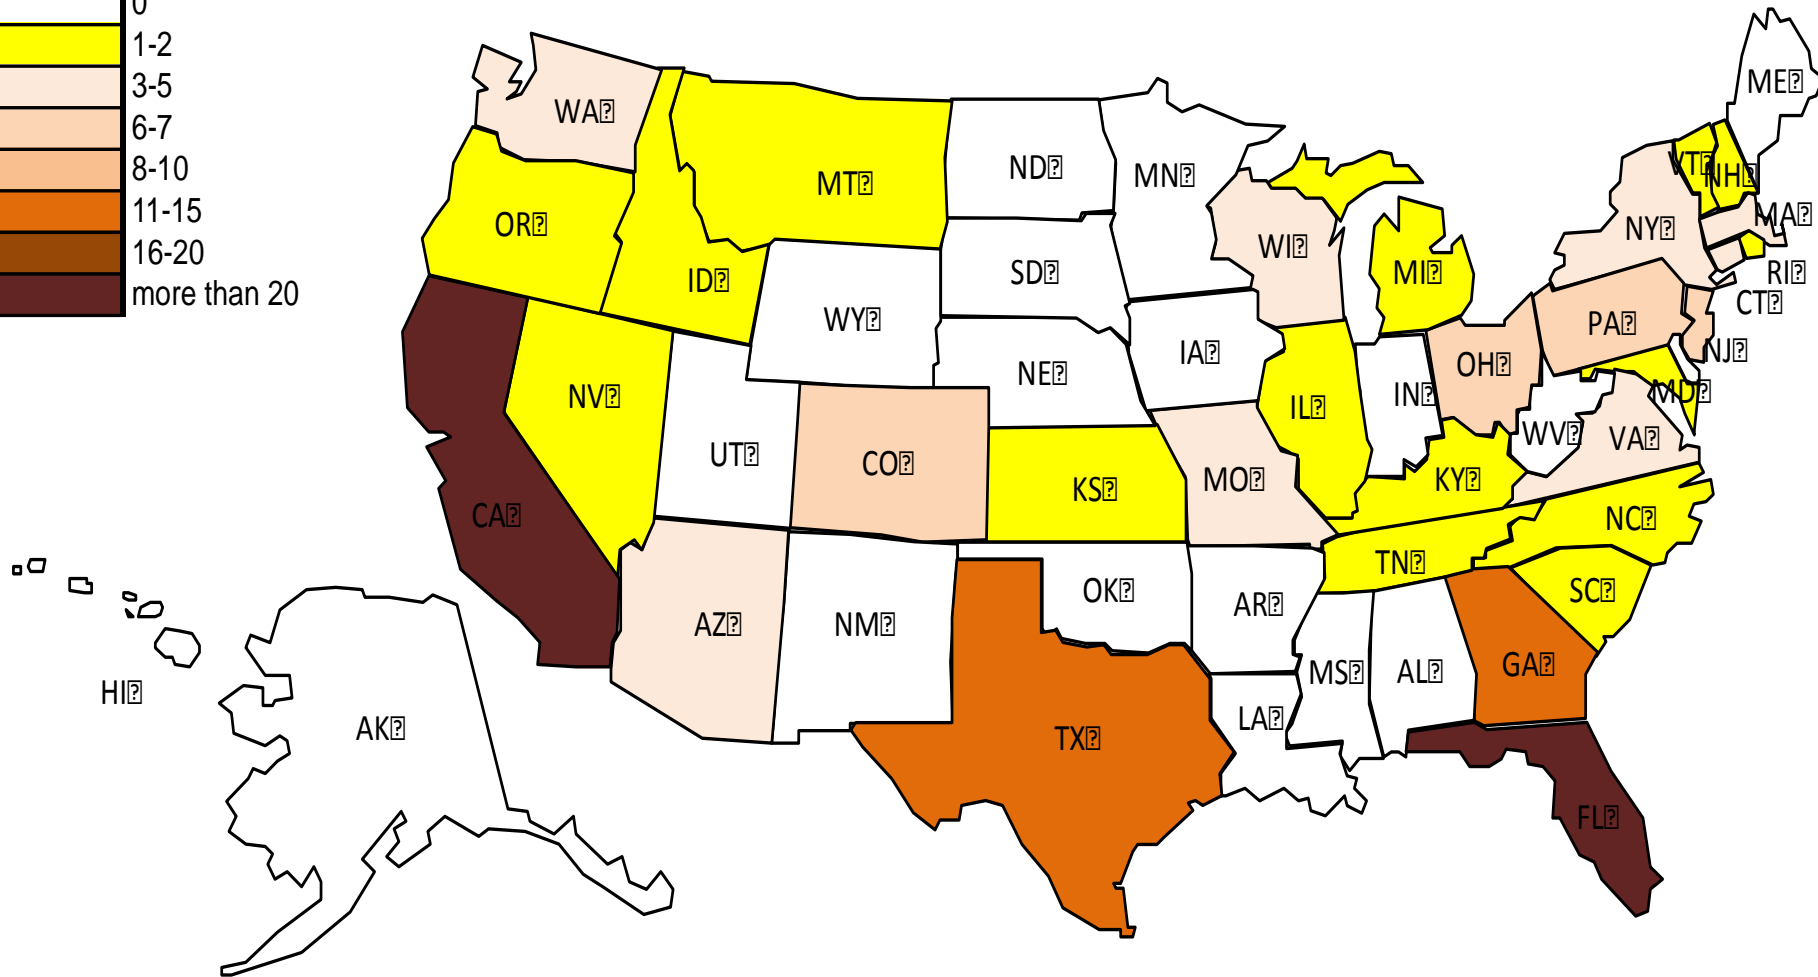 0
1-2
3-5
6-7
8-10
11-15
16-20
more than 20
WA⍰
OR⍰
CA⍰
NV⍰
ID⍰
MT⍰
WY⍰
UT⍰
AZ⍰
CO⍰
NM⍰
ND⍰
SD⍰
NE⍰
KS⍰
OK⍰
TX⍰
MN⍰
IA⍰
MO⍰
AR⍰
LA⍰
WI⍰
IL⍰
MI⍰
IN⍰
OH⍰
KY⍰
TN⍰
MS⍰
AL⍰
GA⍰
FL⍰
SC⍰
NC⍰
VA⍰
WV⍰
MD⍰
PA⍰
NJ⍰
NY⍰
CT⍰
RI⍰
MA⍰
VT⍰
NH⍰
ME⍰
HI⍰
AK⍰